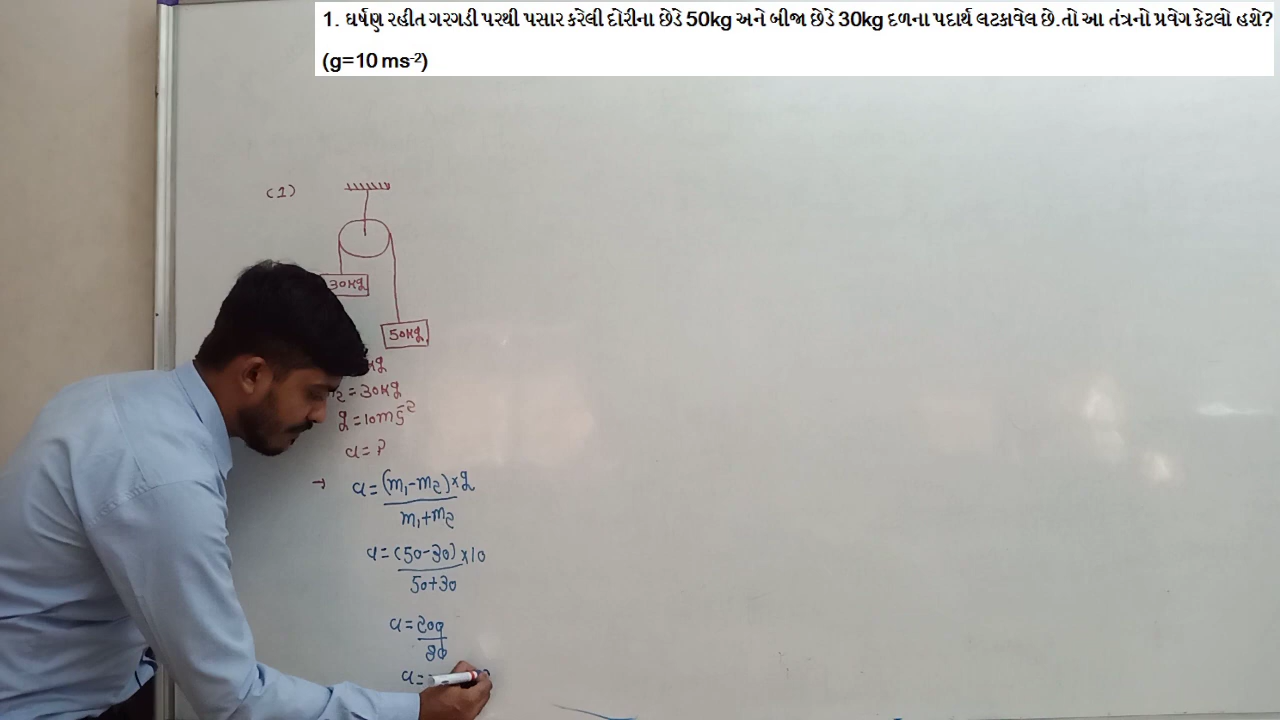 1. ઘર્ષણ રહીત ગરગડી પરથી પસાર કરેલી દોરીના છેડે 50kg અને બીજા છેડે 30kg દળના પદાર્થ લટકાવેલ છે.તો આ તંત્રનો પ્રવેગ કેટલો હશે?
(g=10 ms⁻²)
(1)
30kg
50kg
kg
= 30kg
g = 10ms⁻²
a = ?
→ a = (m₁-m₂)×g
m₁+m₂
a = (50-30)×10
50+30
a = 200
80
a =